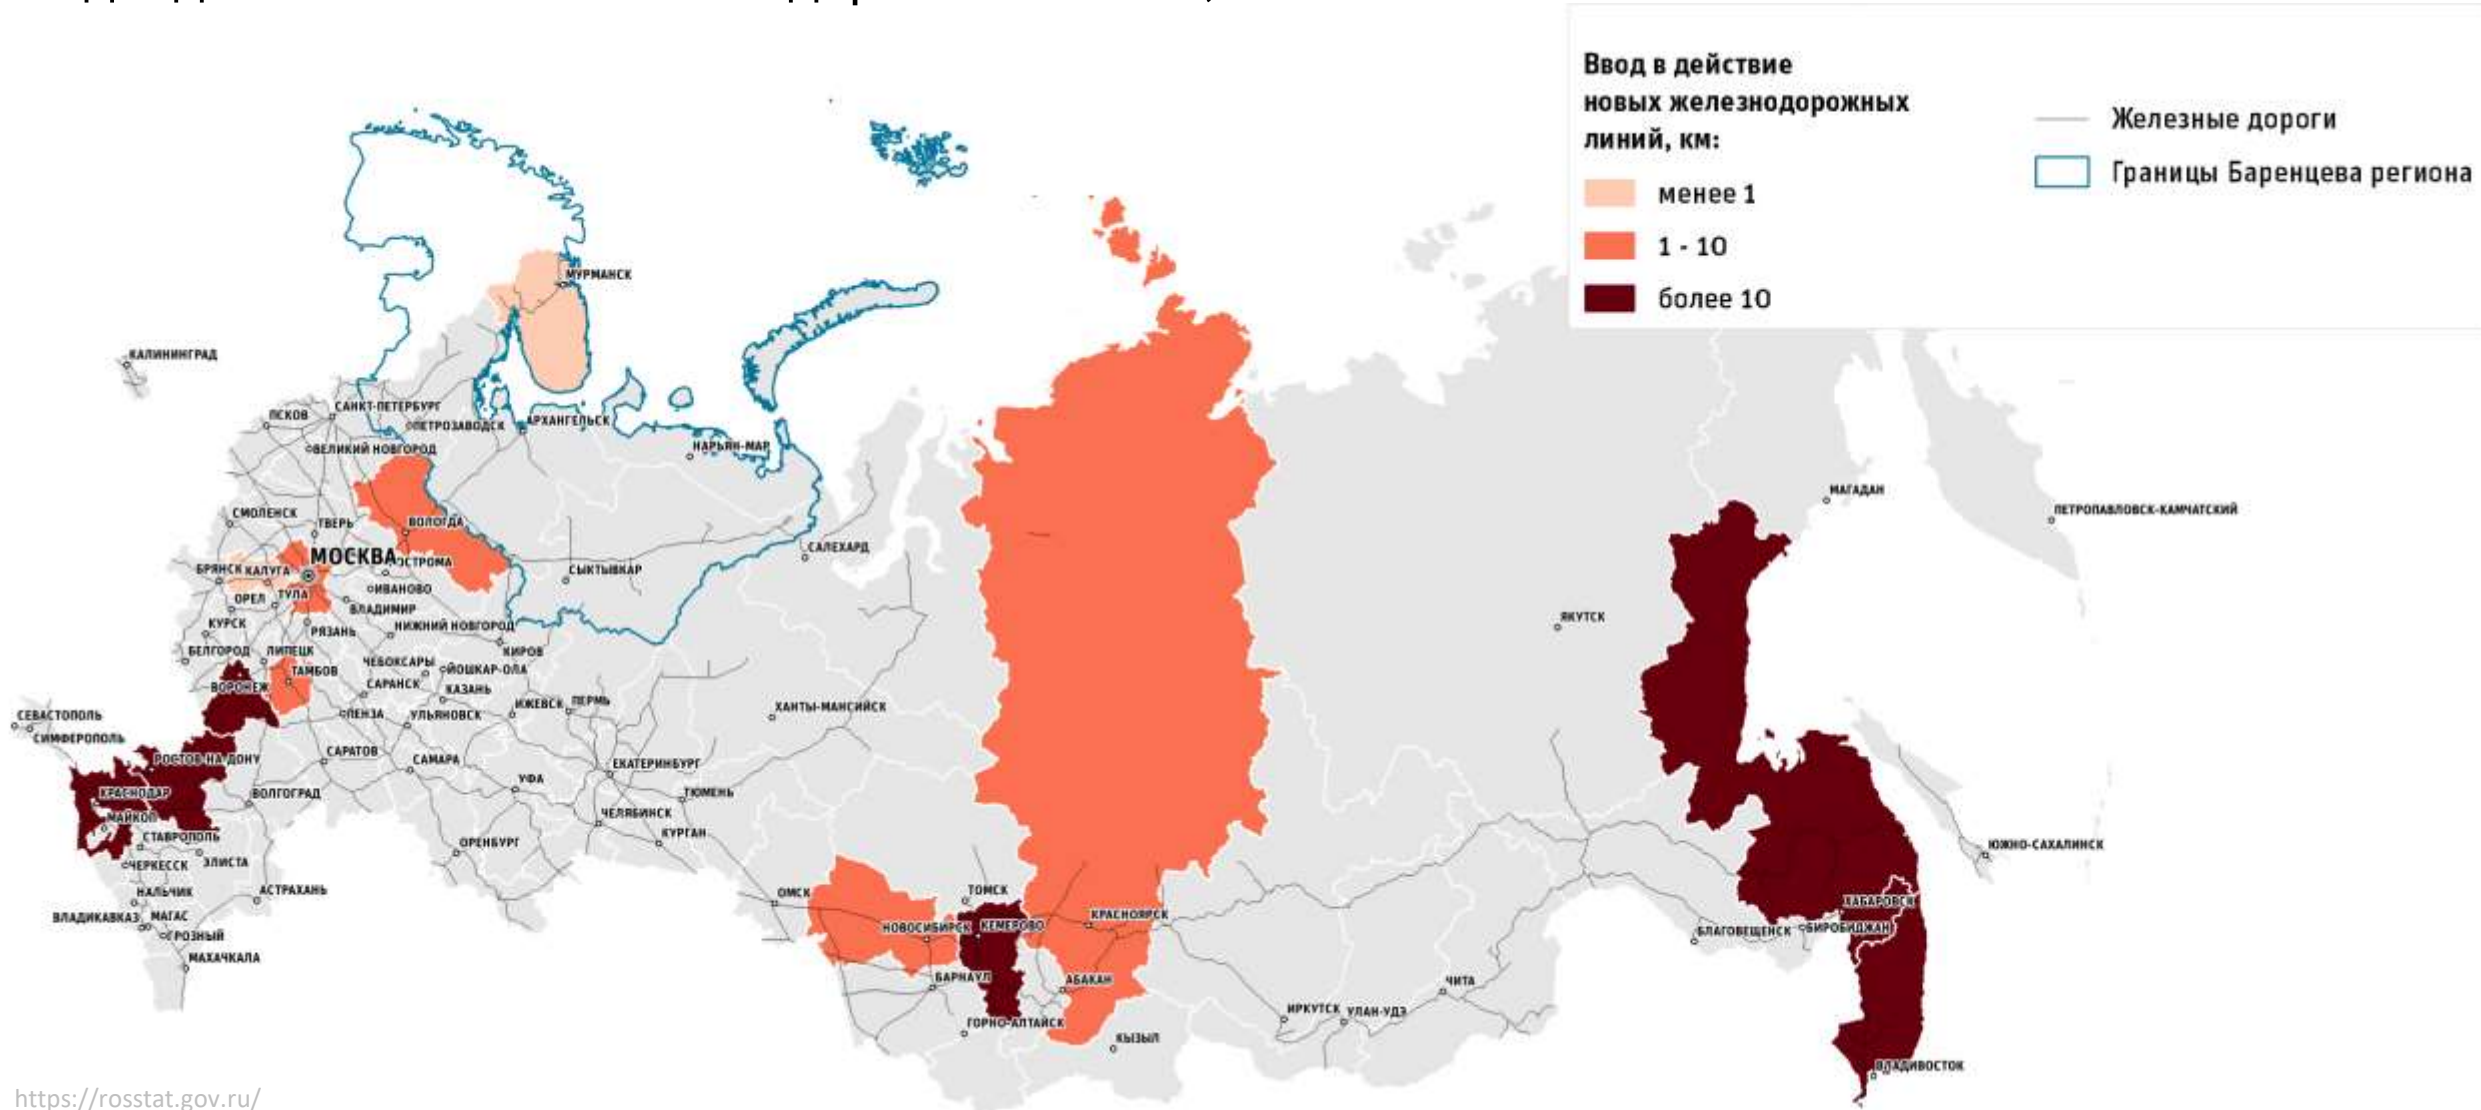 Ввод в действие
новых железнодорожных
линий, км:
менее 1
1 - 10
более 10
Железные дороги
Границы Баренцева региона
МУРМАНСК
КАЛИНИНГРАД
ПСКОВ
САНКТ-ПЕТЕРБУРГ
ПЕТРОЗАВОДСК
АРХАНГЕЛЬСК
ВЕЛИКИЙ НОВГОРОД
НАРЬЯН-МАР
МАГАДАН
ПЕТРОПАВЛОВСК-КАМЧАТСКИЙ
СМОЛЕНСК
ТВЕРЬ
ВОЛОГДА
МОСКВА
ОСТРОМА
САЛЕХАРД
БРЯНСК
КАЛУГА
СЫКТЫВКАР
ИВАНОВО
ОРЕЛ
ТУЛА
ВЛАДИМИР
ЯКУТСК
КУРСК
РЯЗАНЬ
НИЖНИЙ НОВГОРОД
БЕЛГОРОД
ЛИПЕЦК
КИРОВ
ЧЕБОКСАРЫ
ЙОШКАР-ОЛА
ТАМБОВ
ВОРОНЕЖ
САРАНСК
КАЗАНЬ
ИЖЕВСК
ПЕРМЬ
ХАНТЫ-МАНСИЙСК
СЕВАСТОПОЛЬ
ПЕНЗА
УЛЬЯНОВСК
СИМФЕРОПОЛЬ
САРАТОВ
РОСТОВ-НА-ДОНУ
САМАРА
ЕКАТЕРИНБУРГ
УФА
КРАСНОДАР
ВОЛГОГРАД
ТЮМЕНЬ
МАЙКОП
ЧЕЛЯБИНСК
СТАВРОПОЛЬ
КУРГАН
ОРЕНБУРГ
ЮЖНО-САХАЛИНСК
ЧЕРКЕССК
ЭЛИСТА
НАЛЬЧИК
АСТРАХАНЬ
ОМСК
ТОМСК
ХАБАРОВСК
ВЛАДИКАВКАЗ
МАГАС
КРАСНОЯРСК
НОВОСИБИРСК
КЕМЕРОВО
БЛАГОВЕЩЕНСК
БИРОБИДЖАН
ГРОЗНЫЙ
МАХАЧКАЛА
БАРНАУЛ
АБАКАН
ЧИТА
ИРКУТСК
УЛАН-УДЭ
ГОРНО-АЛТАЙСК
КЫЗЫЛ
ВЛАДИВОСТОК
https://rosstat.gov.ru/